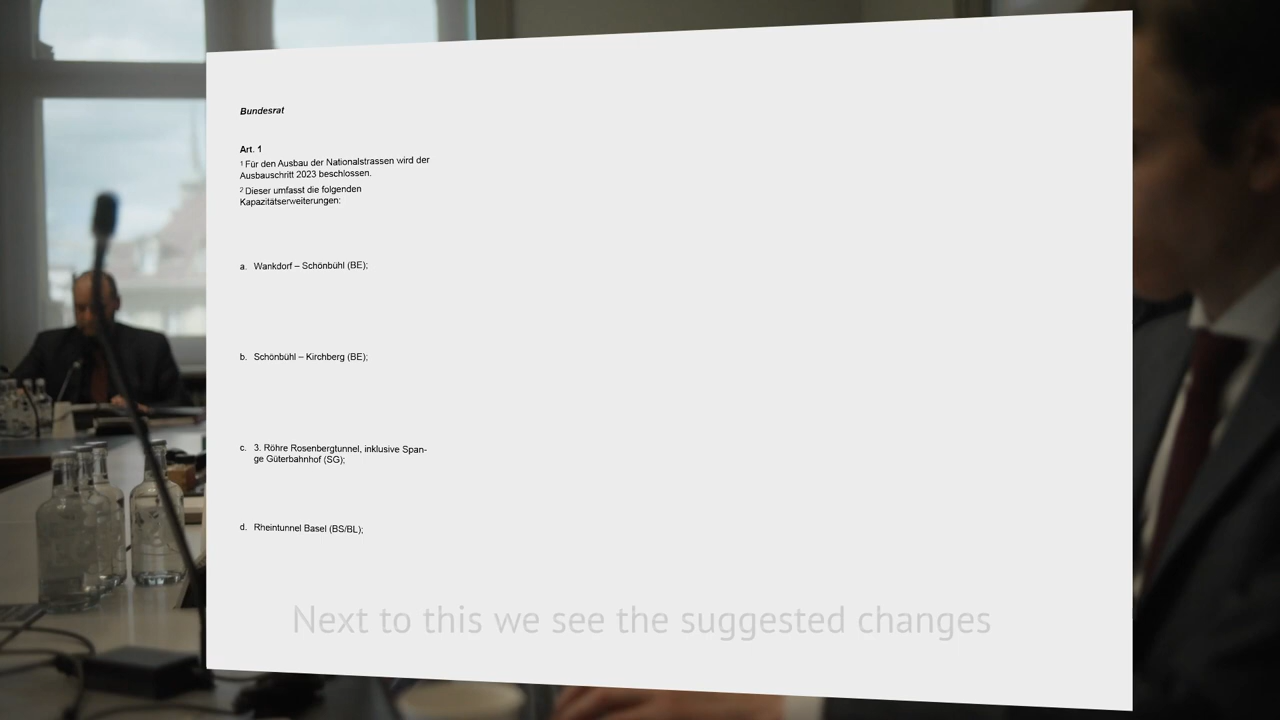 Bundesrat
Art. 1
1 Für den Ausbau der Nationalstrassen wird der
Ausbauschritt 2023 beschlossen.
2 Dieser umfasst die folgenden
Kapazitätserweiterungen:
a. Wankdorf – Schönbühl (BE);
b. Schönbühl – Kirchberg (BE);
c. 3. Röhre Rosenbergtunnel, inklusive Span-
ge Güterbahnhof (SG);
d. Rheintunnel Basel (BS/BL);
Next to this we see the suggested changes